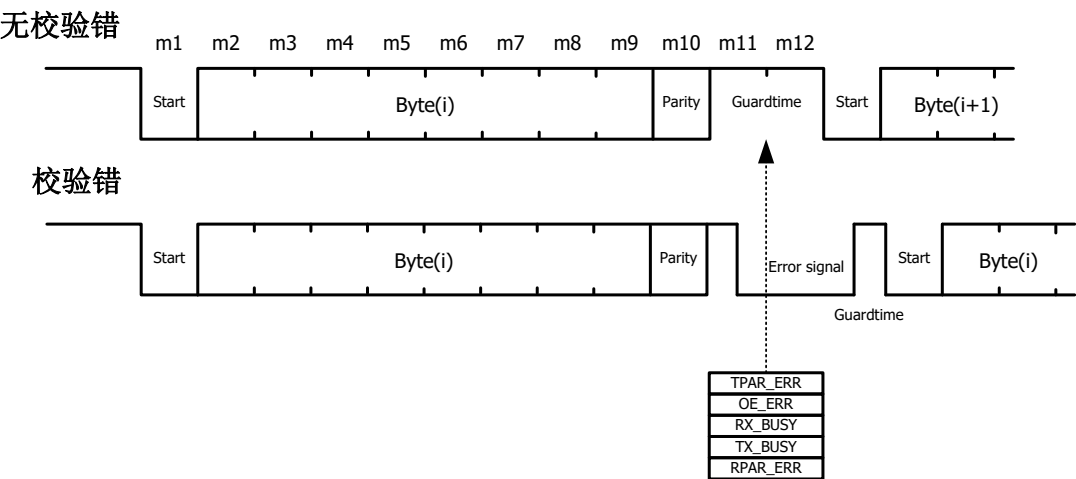 无校验错
m1 m2 m3 m4 m5 m6 m7 m8 m9 m10 m11 m12
Start Byte(i) Parity Guardtime Start Byte(i+1)
校验错
Start Byte(i) Parity Error signal Start Byte(i)
Guardtime
TPAR_ERR
OE_ERR
RX_BUSY
TX_BUSY
RPAR_ERR